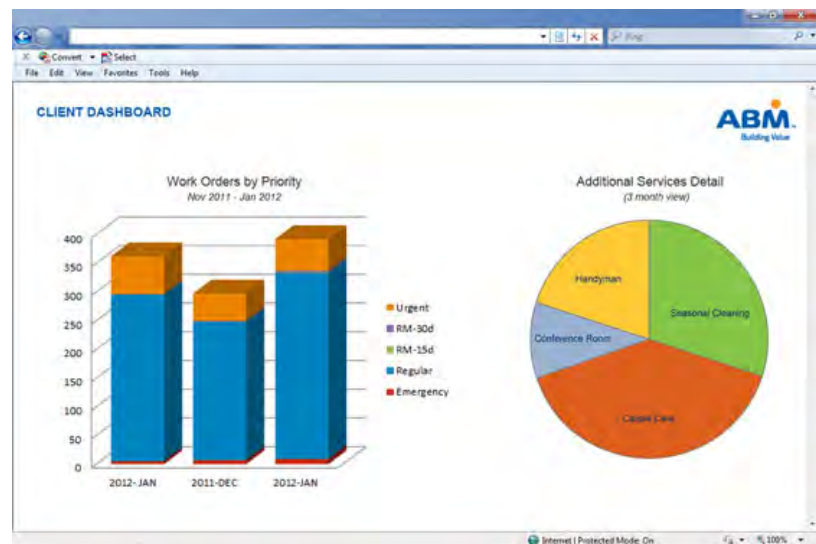 Bing
X Convert Select
File Edit View Favorites Tools Help
CLIENT DASHBOARD
ABM
Building Value
Work Orders by Priority
Nov 2011 - Jan 2012
400
350
300
250
200
150
100
50
0
2012-JAN 2011-DEC 2012-JAN
Urgent
RM-30d
RM-15d
Regular
Emergency
Additional Services Detail
(3 month view)
Handyman
Seasonal Cleaning
Conference Room
Carpet Care
Internet | Protected Mode: On
100%